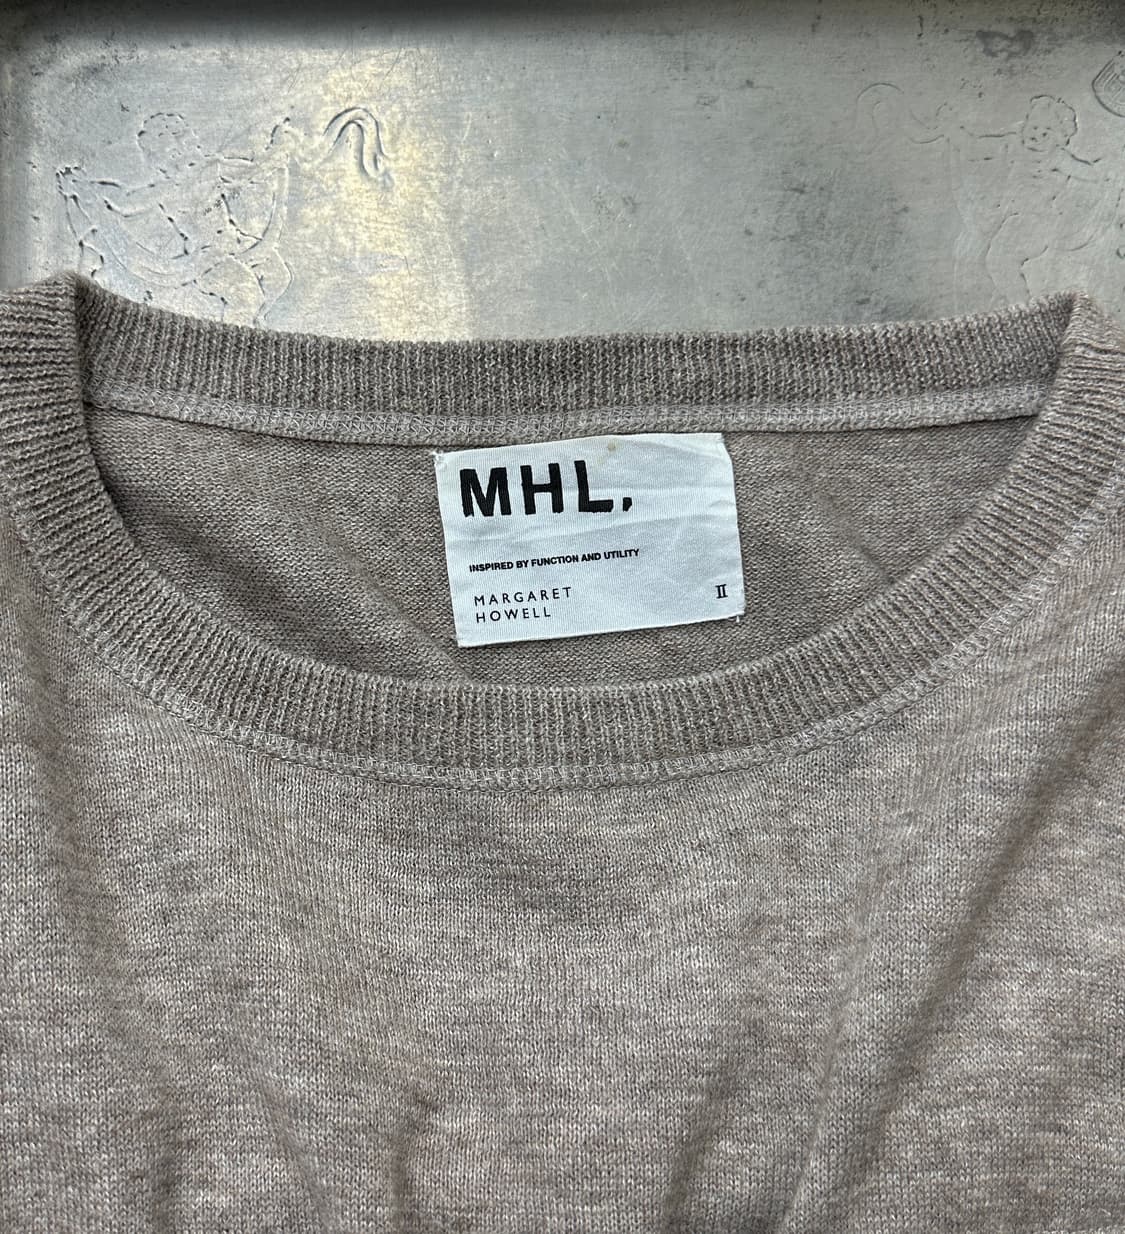 MHL.
INSPIRED BY FUNCTION AND UTILITY
MARGARET
HOWELL
II